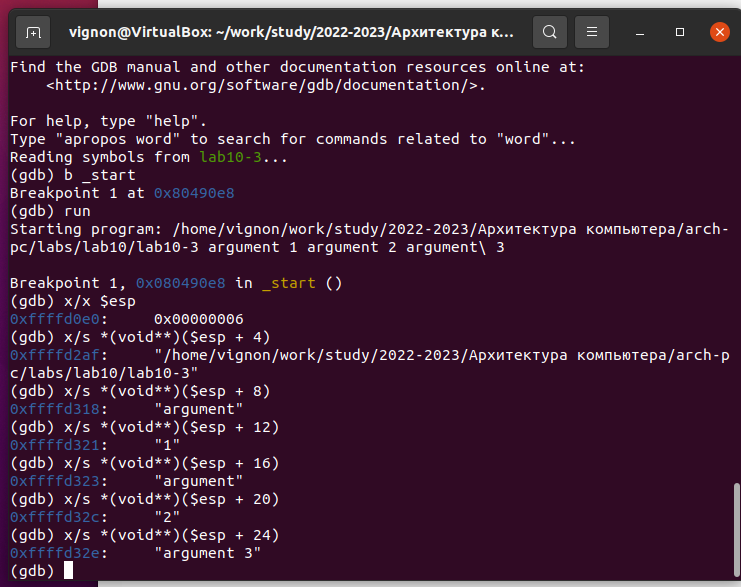 vignon@VirtualBox: ~/work/study/2022-2023/Архитектура к...
Find the GDB manual and other documentation resources online at:
    <http://www.gnu.org/software/gdb/documentation/>.
For help, type "help".
Type "apropos word" to search for commands related to "word"...
Reading symbols from lab10-3...
(gdb) b _start
Breakpoint 1 at 0x80490e8
(gdb) run
Starting program: /home/vignon/work/study/2022-2023/Архитектура компьютера/arch-
pc/labs/lab10/lab10-3 argument 1 argument 2 argument\ 3
Breakpoint 1, 0x080490e8 in _start ()
(gdb) x/x $esp
0xffffd0e0:     0x00000006
(gdb) x/s *(void**)($esp + 4)
0xffffd2af:     "/home/vignon/work/study/2022-2023/Архитектура компьютера/arch-p
c/labs/lab10/lab10-3"
(gdb) x/s *(void**)($esp + 8)
0xffffd318:     "argument"
(gdb) x/s *(void**)($esp + 12)
0xffffd321:     "1"
(gdb) x/s *(void**)($esp + 16)
0xffffd323:     "argument"
(gdb) x/s *(void**)($esp + 20)
0xffffd32c:     "2"
(gdb) x/s *(void**)($esp + 24)
0xffffd32e:     "argument 3"
(gdb)